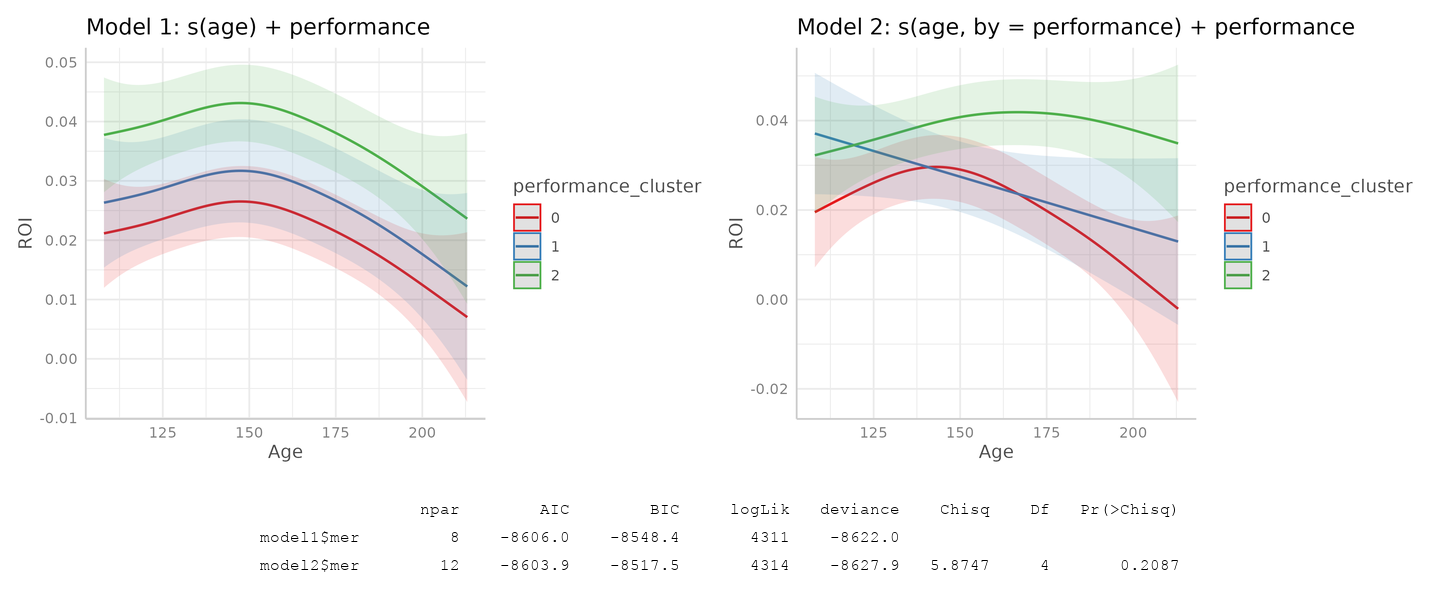 Model 1: s(age) + performance
0.05
0.04
0.03
0.02
0.01
0.00
-0.01
ROI
125 150 175 200
Age
performance_cluster
0
1
2
Model 2: s(age, by = performance) + performance
0.04
0.02
0.00
-0.02
ROI
125 150 175 200
Age
performance_cluster
0
1
2
npar AIC BIC logLik deviance Chisq Df Pr(>Chisq)
model1$mer 8 -8606.0 -8548.4 4311 -8622.0
model2$mer 12 -8603.9 -8517.5 4314 -8627.9 5.8747 4 0.2087